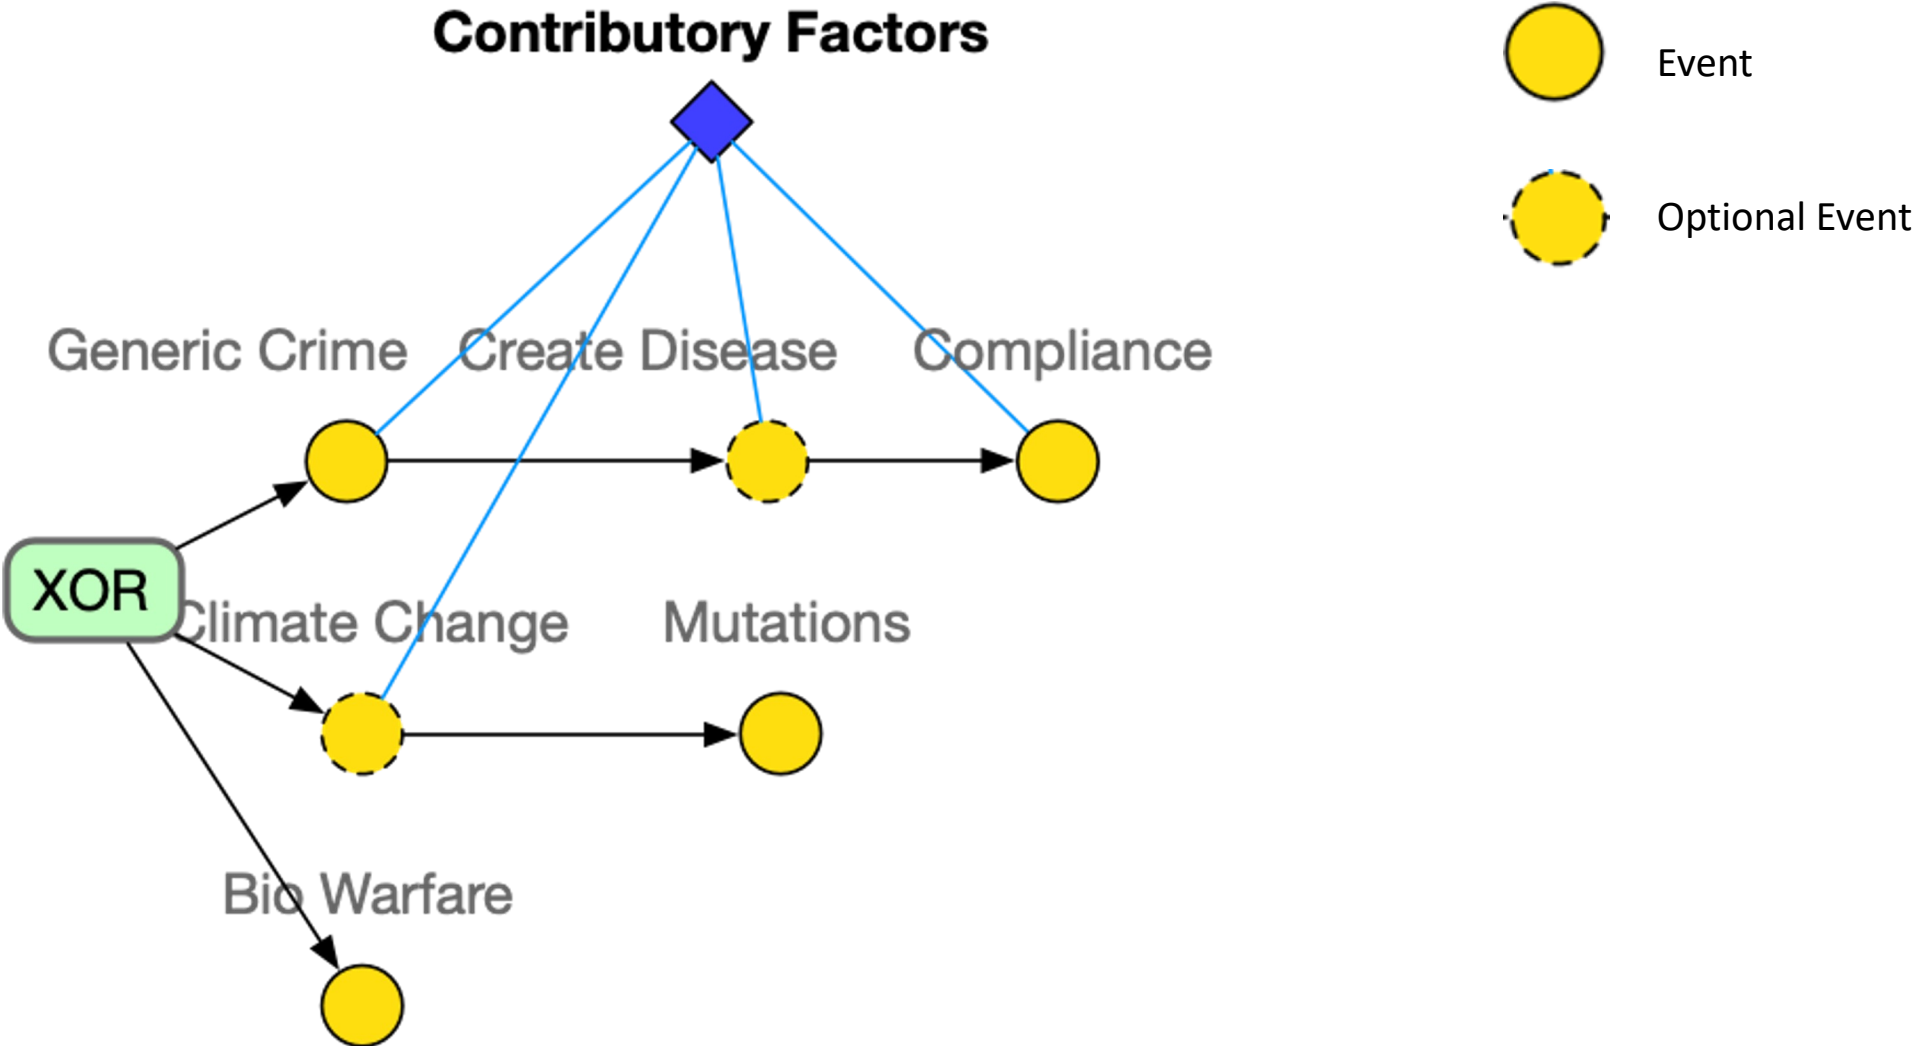 Contributory Factors
Event
Optional Event
Generic Crime
Create Disease
Compliance
XOR
Climate Change
Mutations
Bio Warfare